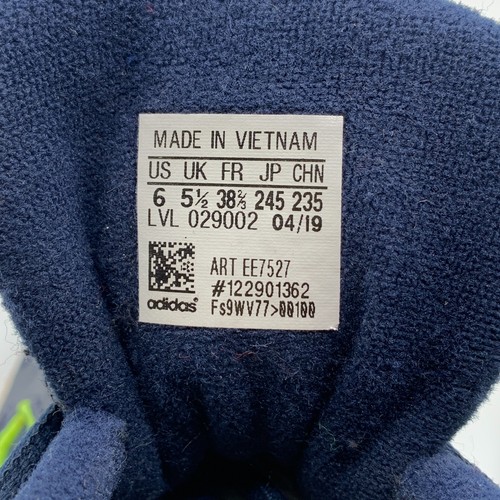 MADE IN VIETNAM
US UK FR JP CHN
6 5½ 38⅔ 245 235
LVL 029002 04/19
ART EE7527
#122901362
adidas Fs9WV77>00100